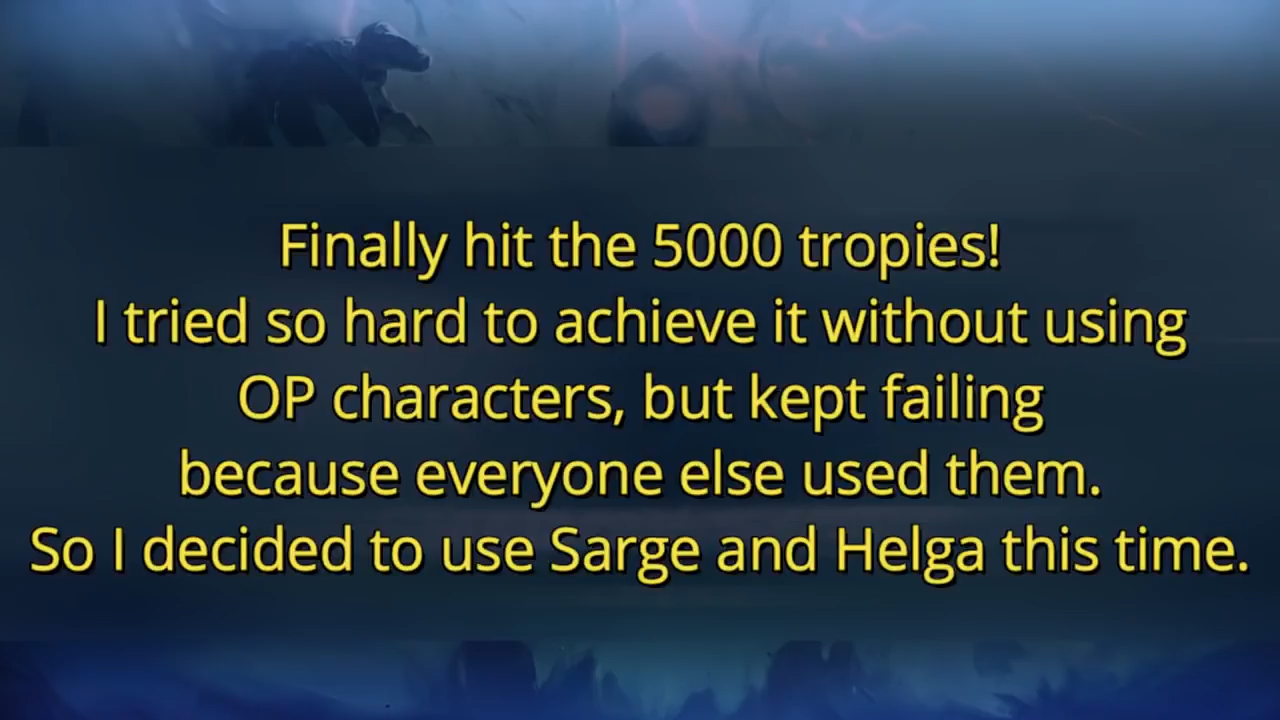 Finally hit the 5000 tropies!
I tried so hard to achieve it without using
OP characters, but kept failing
because everyone else used them.
So I decided to use Sarge and Helga this time.